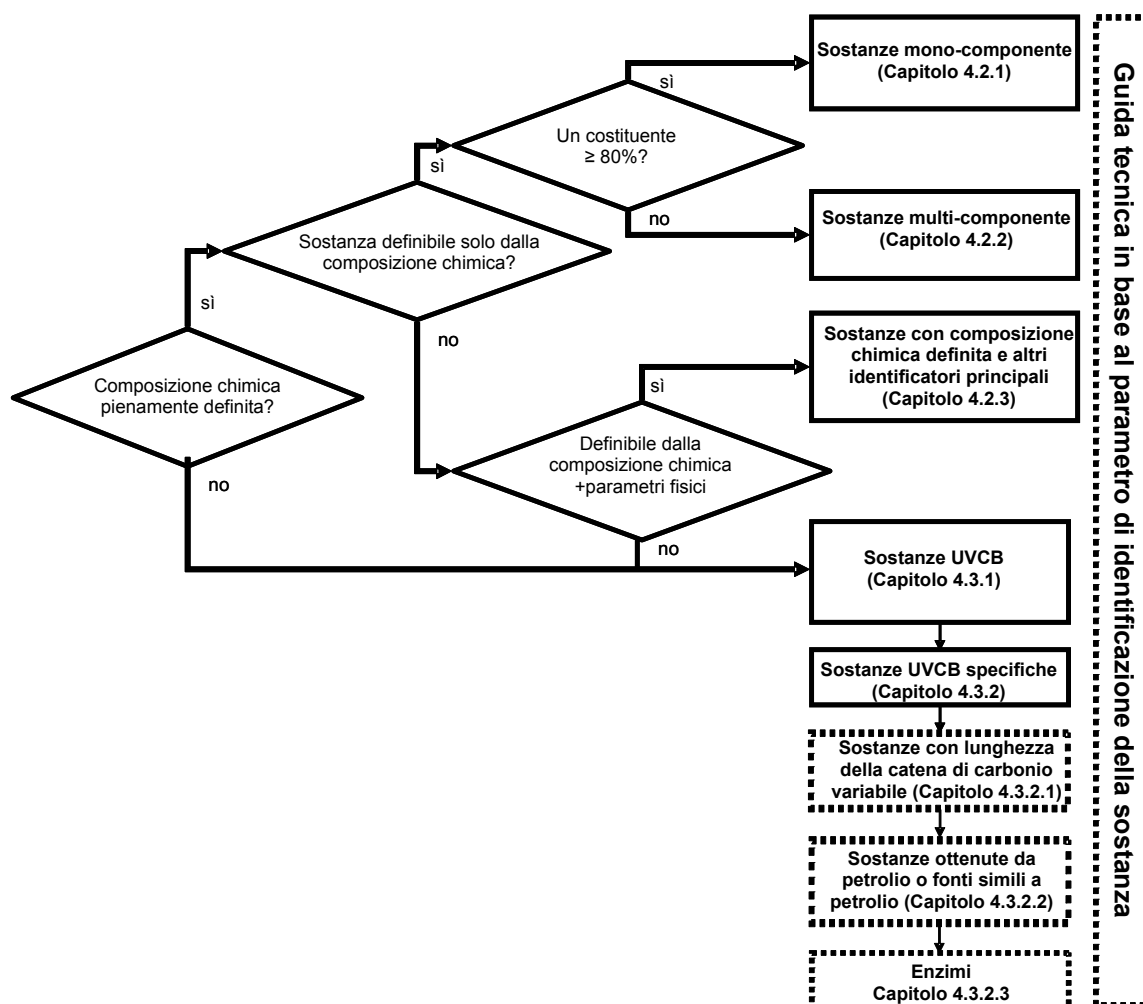 Sostanze mono-componente
(Capitolo 4.2.1)
sì
Un costituente
≥ 80%?
sì
no
Sostanze multi-componente
(Capitolo 4.2.2)
Sostanza definibile solo dalla
composizione chimica?
sì
no
Sostanze con composizione
chimica definita e altri
identificatori principali
(Capitolo 4.2.3)
sì
Composizione chimica
pienamente definita?
Definibile dalla
composizione chimica
+parametri fisici
no
no
Sostanze UVCB
(Capitolo 4.3.1)
Sostanze UVCB specifiche
(Capitolo 4.3.2)
Sostanze con lunghezza
della catena di carbonio
variabile (Capitolo 4.3.2.1)
Sostanze ottenute da
petrolio o fonti simili a
petrolio (Capitolo 4.3.2.2)
Enzimi
Capitolo 4.3.2.3
Guida tecnica in base al parametro di identificazione della sostanza